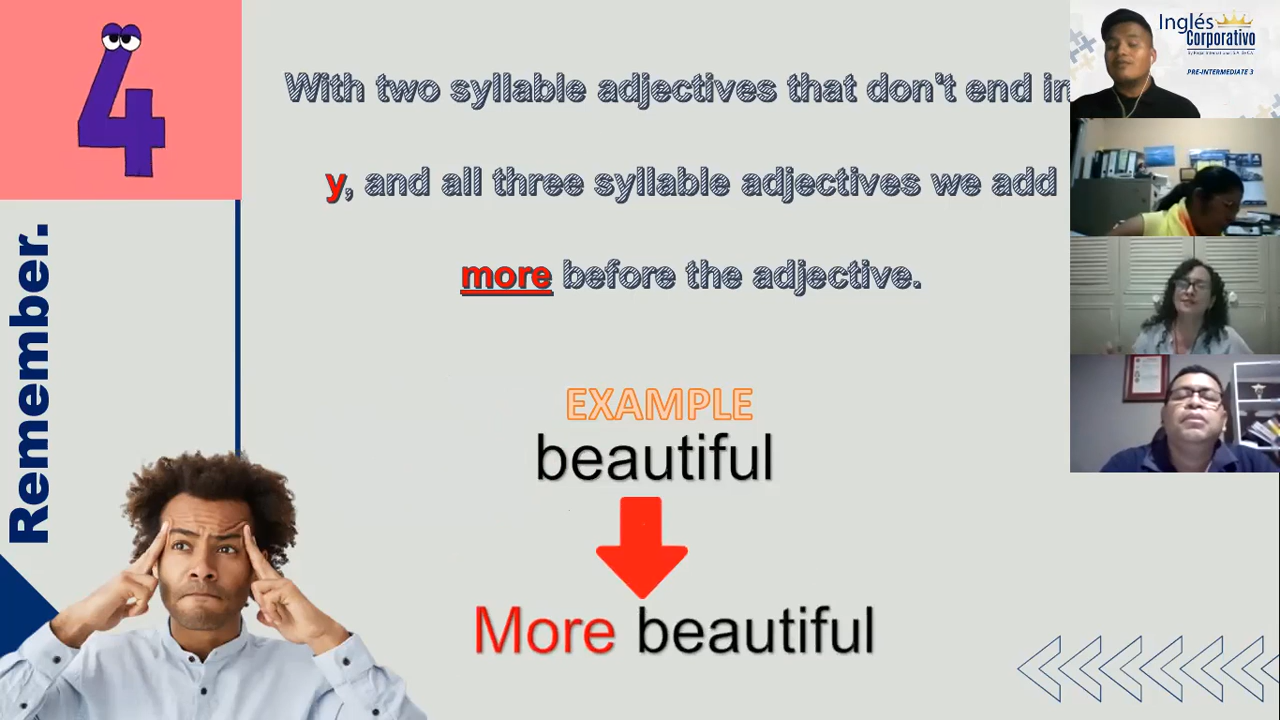 4
With two syllable adjectives that don't end in
y, and all three syllable adjectives we add
more before the adjective.
Remember.
EXAMPLE
beautiful
More beautiful
Inglés
Corporativo
PRE-INTERMEDIATE 3